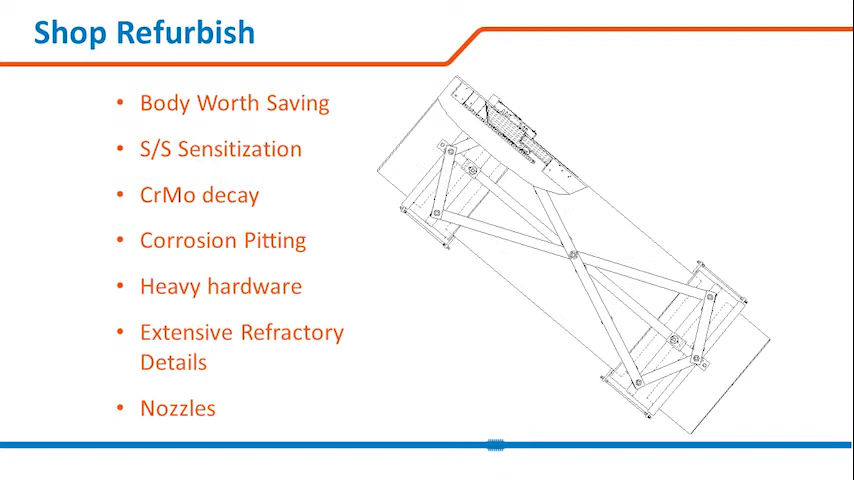 Shop Refurbish
• Body Worth Saving
• S/S Sensitization
• CrMo decay
• Corrosion Pitting
• Heavy hardware
• Extensive Refractory
Details
• Nozzles